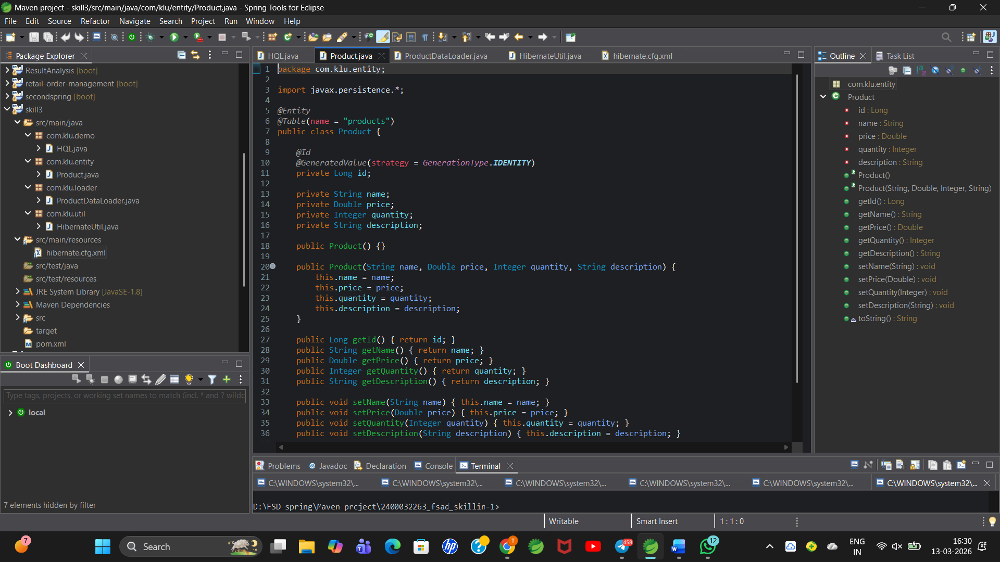 Maven project - skill3/src/main/java/com/klu/entity/Product.java - Spring Tools for Eclipse
File Edit Source Refactor Navigate Search Project Run Window Help
Package Explorer
ResultAnalysis [boot]
retail-order-management [boot]
secondspring [boot]
skill3
src/main/java
com.klu.demo
HQL.java
com.klu.entity
Product.java
com.klu.loader
ProductDataLoader.java
com.klu.util
HibernateUtil.java
src/main/resources
hibernate.cfg.xml
src/test/java
src/test/resources
JRE System Library [JavaSE-1.8]
Maven Dependencies
src
target
pom.xml
Boot Dashboard
Type tags, projects, or working set names to match (incl. * and ? wildc
local
7 elements hidden by filter
HQL.java Product.java ProductDataLoader.java HibernateUtil.java hibernate.cfg.xml
1 package com.klu.entity;
2
3 import javax.persistence.*;
4
5 @Entity
6 @Table(name = "products")
7 public class Product {
8
9 @Id
10 @GeneratedValue(strategy = GenerationType.IDENTITY)
11 private Long id;
12
13 private String name;
14 private Double price;
15 private Integer quantity;
16 private String description;
17
18 public Product() {}
19
20 public Product(String name, Double price, Integer quantity, String description) {
21 this.name = name;
22 this.price = price;
23 this.quantity = quantity;
24 this.description = description;
25 }
26
27 public Long getId() { return id; }
28 public String getName() { return name; }
29 public Double getPrice() { return price; }
30 public Integer getQuantity() { return quantity; }
31 public String getDescription() { return description; }
32
33 public void setName(String name) { this.name = name; }
34 public void setPrice(Double price) { this.price = price; }
35 public void setQuantity(Integer quantity) { this.quantity = quantity; }
36 public void setDescription(String description) { this.description = description; }
Outline Task List
com.klu.entity
Product
id : Long
name : String
price : Double
quantity : Integer
description : String
Product()
Product(String, Double, Integer, String)
getId() : Long
getName() : String
getPrice() : Double
getQuantity() : Integer
getDescription() : String
setName(String) : void
setPrice(Double) : void
setQuantity(Integer) : void
setDescription(String) : void
toString() : String
Problems Javadoc Declaration Console Terminal
C:\WINDOWS\system32\... C:\WINDOWS\system32\... C:\WINDOWS\system32\... C:\WINDOWS\system32\... C:\WINDOWS\system32\... C:\WINDOWS\system32\...
D:\FSD spring\Maven project\2400032263_fsad_skillin-1>
Writable Smart Insert 1 : 1 : 0
7 Search 458 12 ENG IN 16:30 13-03-2026